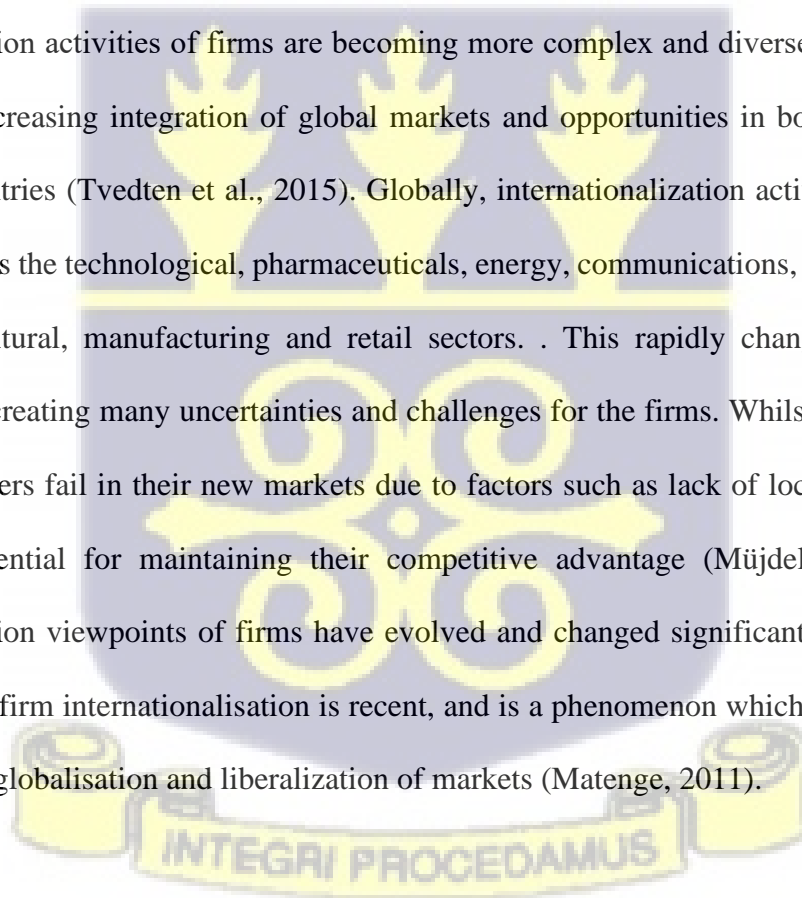 ion activities of firms are becoming more complex and diverse
creasing integration of global markets and opportunities in bo
ntries (Tvedten et al., 2015). Globally, internationalization acti
s the technological, pharmaceuticals, energy, communications,
ltural, manufacturing and retail sectors. . This rapidly chan
creating many uncertainties and challenges for the firms. Whils
ers fail in their new markets due to factors such as lack of loc
ential for maintaining their competitive advantage (Müjdel
ion viewpoints of firms have evolved and changed significant
firm internationalisation is recent, and is a phenomenon which
globalisation and liberalization of markets (Matenge, 2011).
INTEGRI PROCEDAMUS